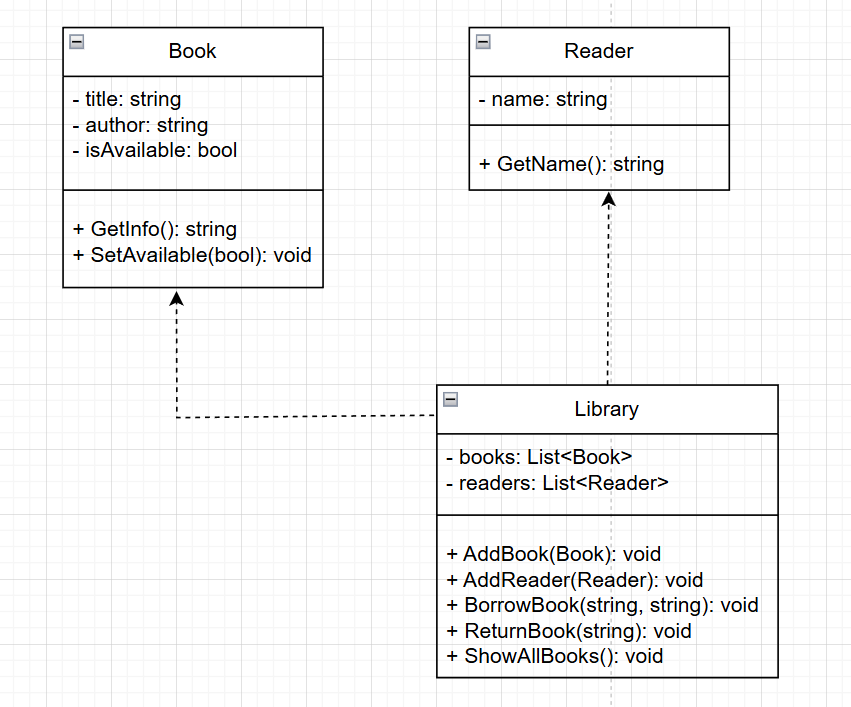 Book
- title: string
- author: string
- isAvailable: bool
+ GetInfo(): string
+ SetAvailable(bool): void
Reader
- name: string
+ GetName(): string
Library
- books: List<Book>
- readers: List<Reader>
+ AddBook(Book): void
+ AddReader(Reader): void
+ BorrowBook(string, string): void
+ ReturnBook(string): void
+ ShowAllBooks(): void